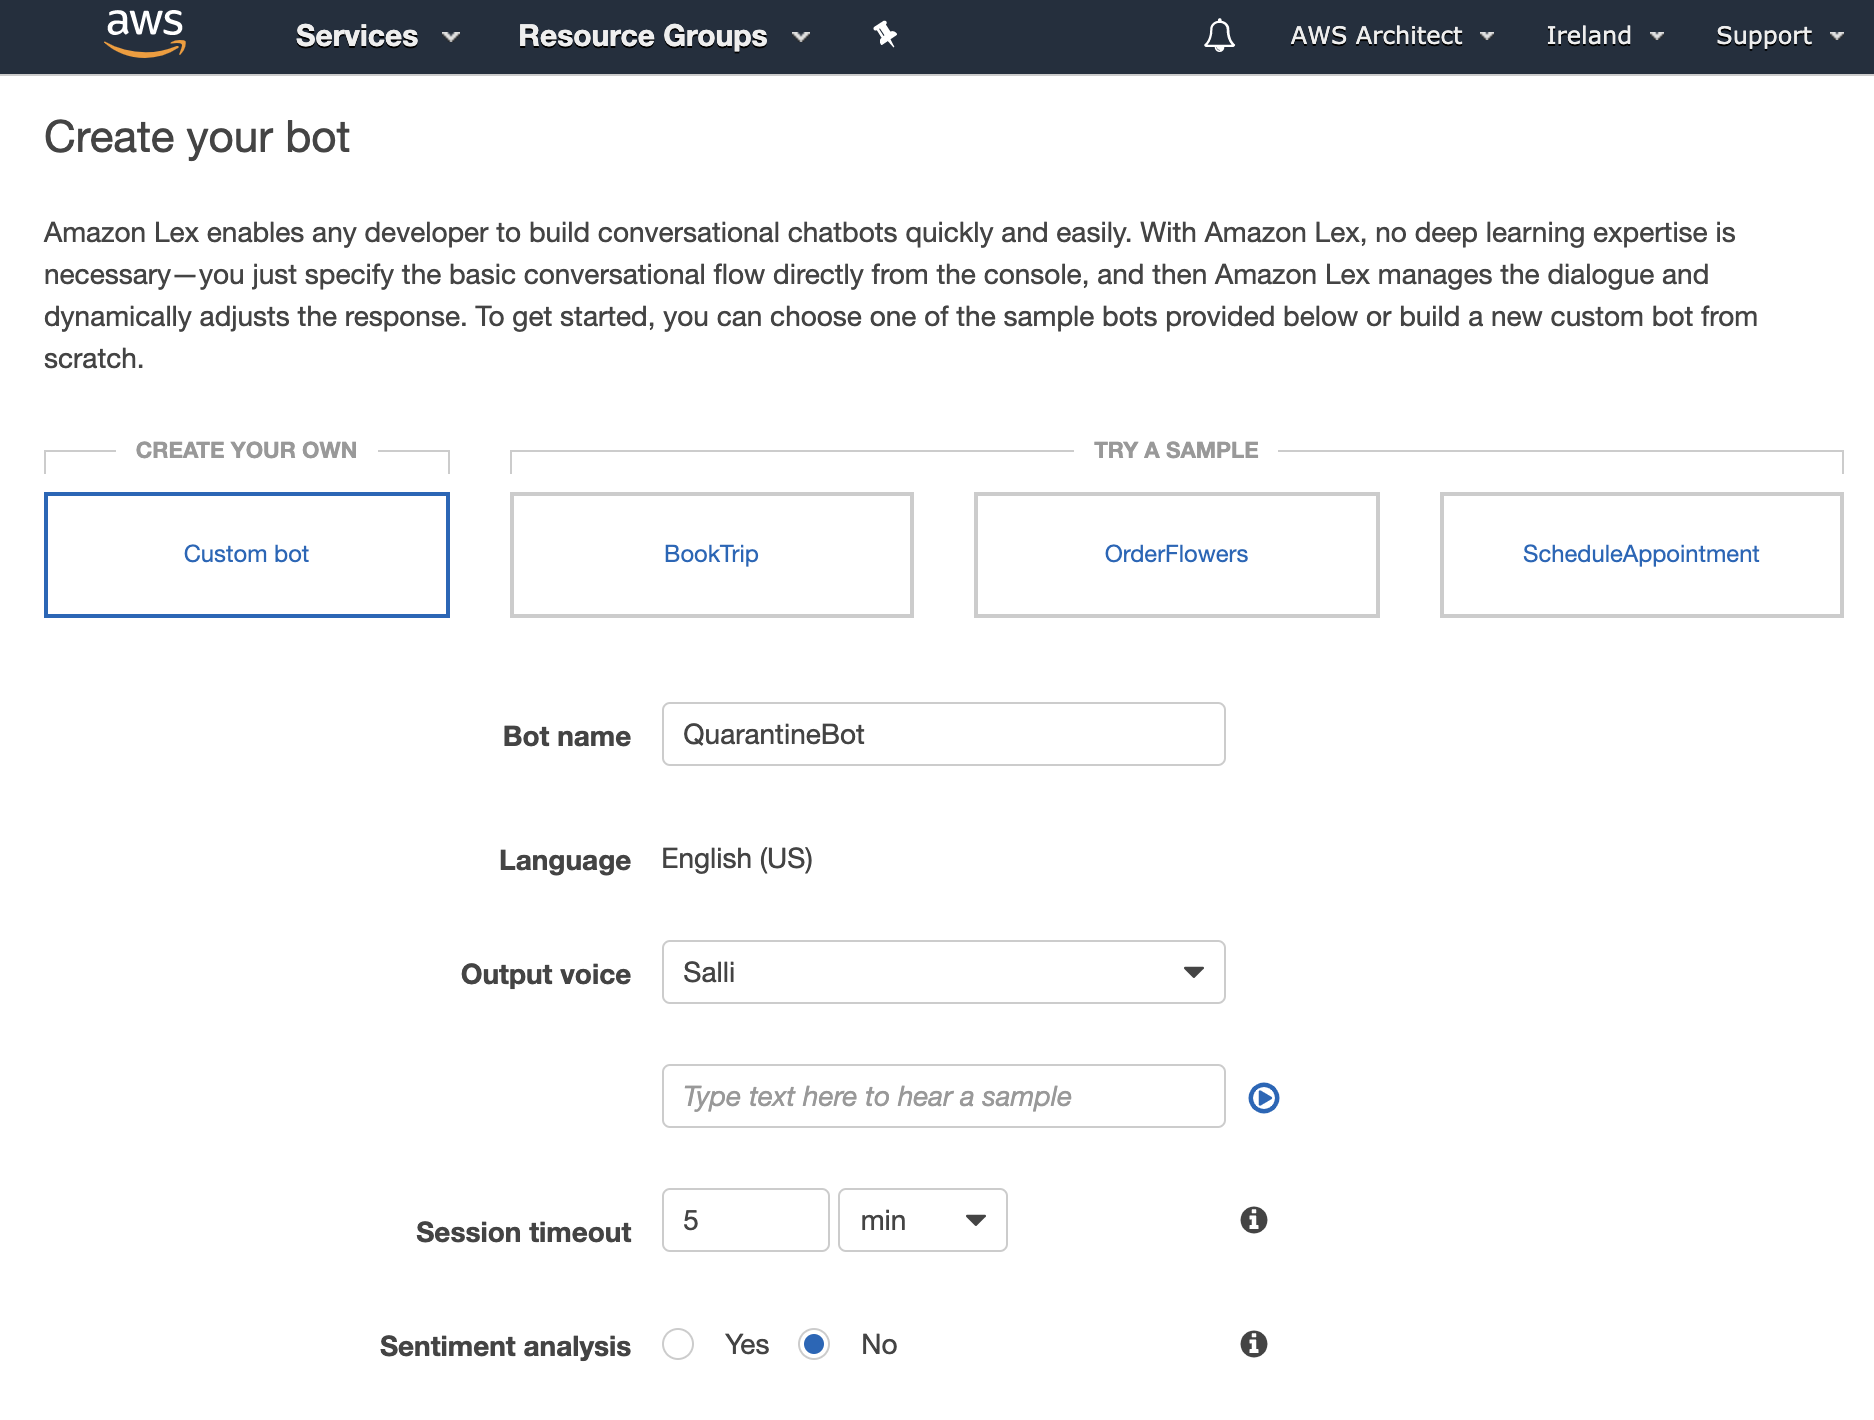 aws Services Resource Groups AWS Architect Ireland Support
Create your bot
Amazon Lex enables any developer to build conversational chatbots quickly and easily. With Amazon Lex, no deep learning expertise is
necessary—you just specify the basic conversational flow directly from the console, and then Amazon Lex manages the dialogue and
dynamically adjusts the response. To get started, you can choose one of the sample bots provided below or build a new custom bot from
scratch.
CREATE YOUR OWN TRY A SAMPLE
Custom bot BookTrip OrderFlowers ScheduleAppointment
Bot name QuarantineBot
Language English (US)
Output voice Salli
Type text here to hear a sample
Session timeout 5 min
Sentiment analysis Yes No